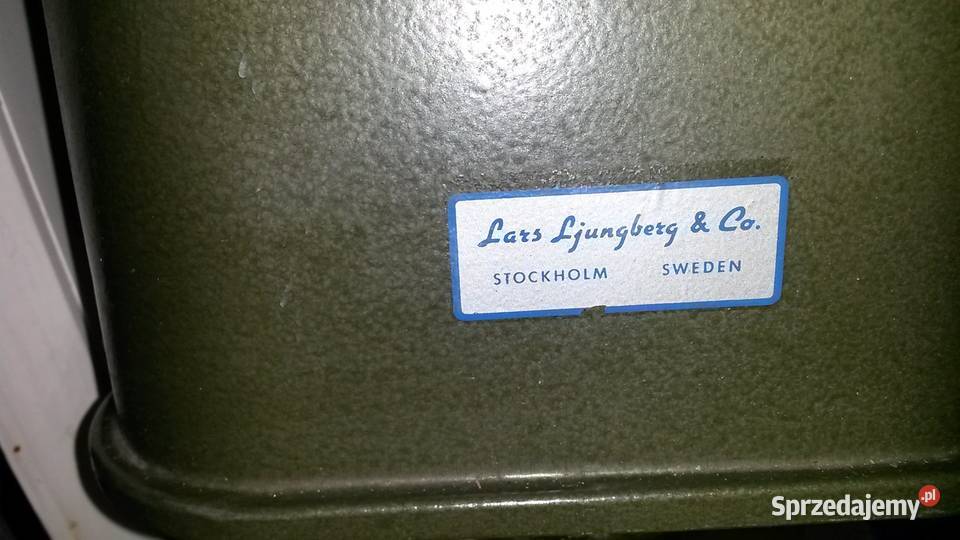 Lars Ljungberg & Co.
STOCKHOLM SWEDEN
Sprzedajemy.pl